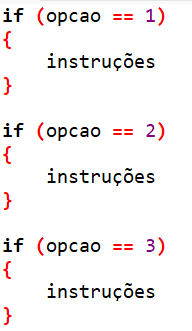 if (opcao == 1)
{
    instruções
}
if (opcao == 2)
{
    instruções
}
if (opcao == 3)
{
    instruções
}